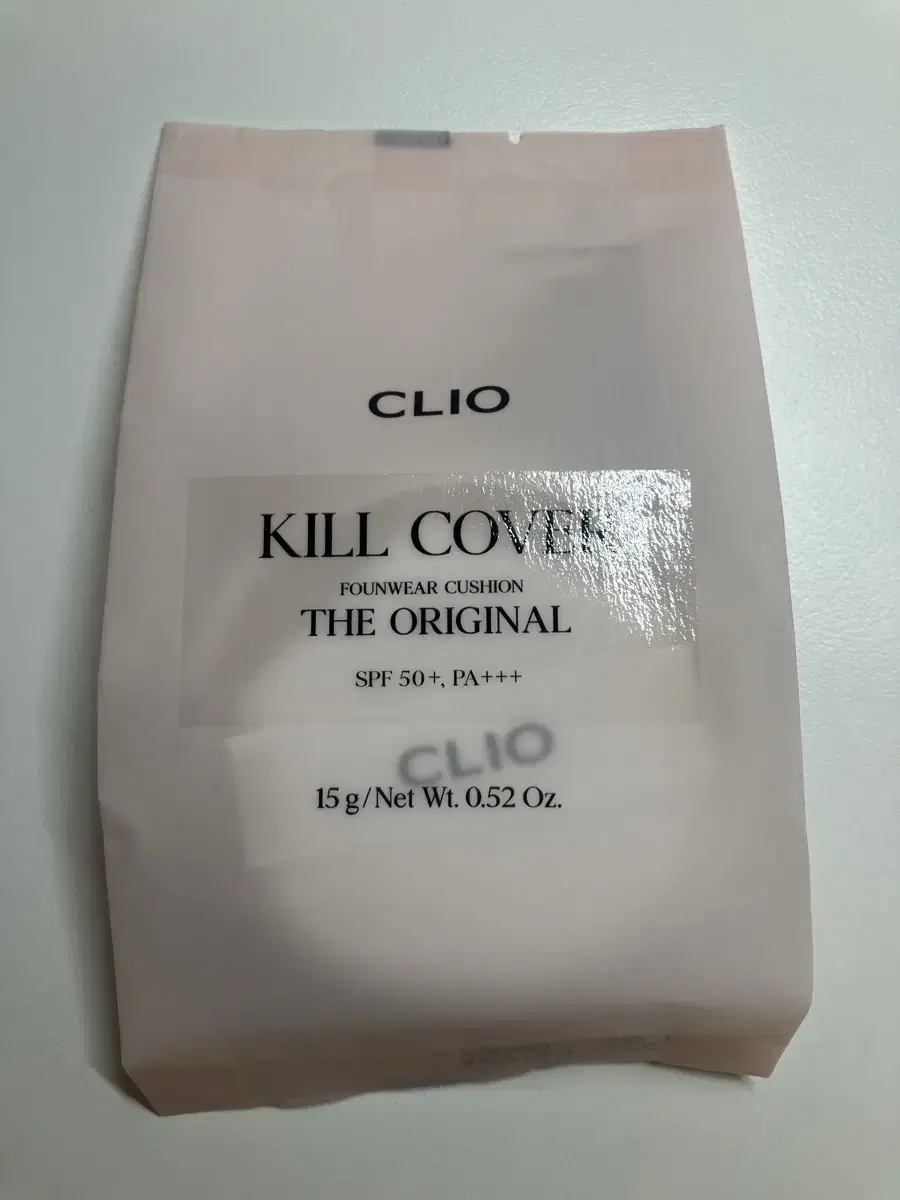 CLIO
KILL COVER
FOUNWEAR CUSHION
THE ORIGINAL
SPF 50+, PA+++
CLIO
15 g/Net Wt. 0.52 Oz.